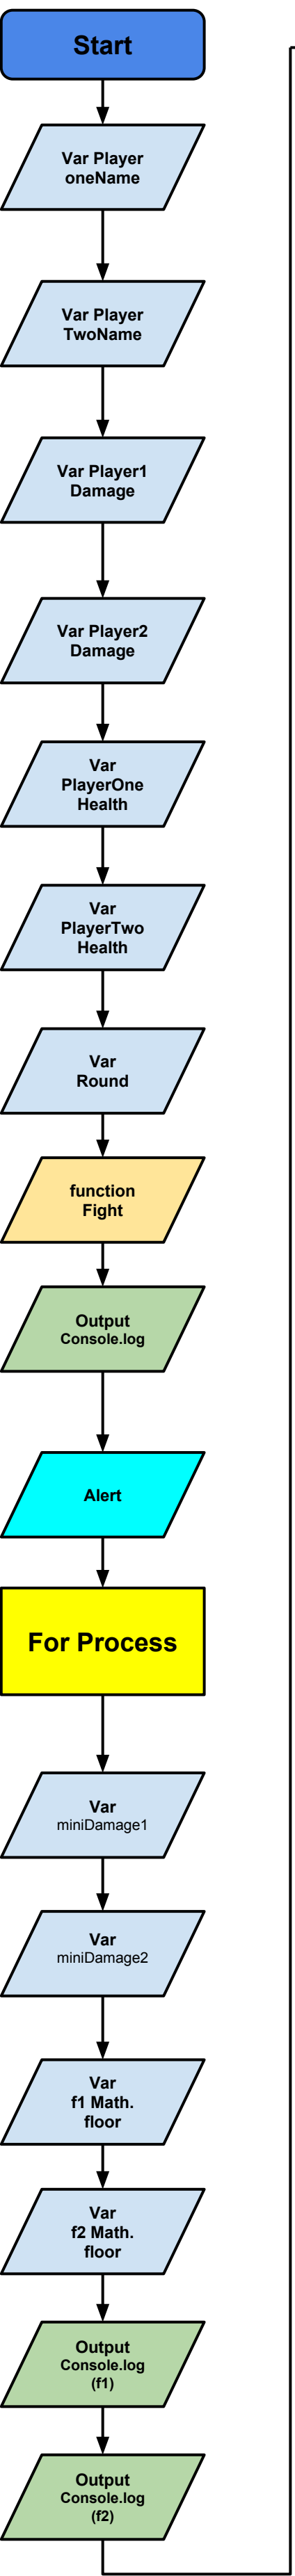 Start
Var Player
oneName
Var Player
TwoName
Var Player1
Damage
Var Player2
Damage
Var
PlayerOne
Health
Var
PlayerTwo
Health
Var
Round
function
Fight
Output
Console.log
Alert
For Process
Var
miniDamage1
Var
miniDamage2
Var
f1 Math.
floor
Var
f2 Math.
floor
Output
Console.log
(f1)
Output
Console.log
(f2)